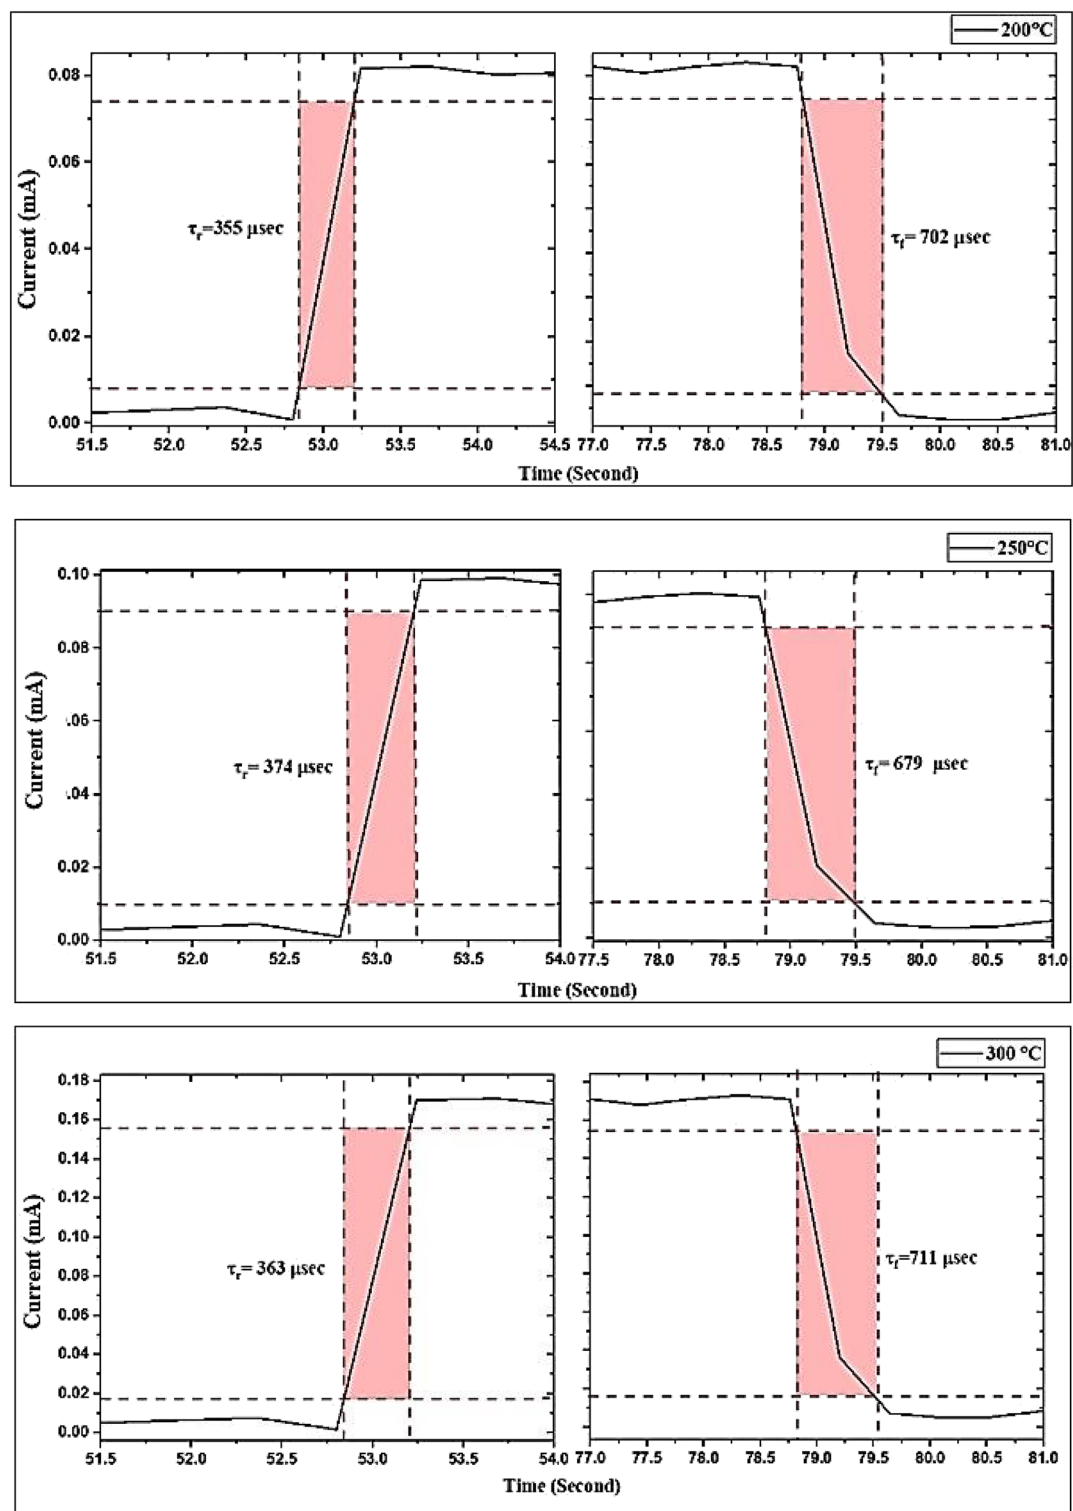 200°C
0.08
0.06
0.04
0.02
0.00
Current (mA)
τr=355 μsec
τf= 702 μsec
51.5 52.0 52.5 53.0 53.5 54.0 54.5 77.0 77.5 78.0 78.5 79.0 79.5 80.0 80.5 81.0
Time (Second)
250°C
0.10
0.08
.06
.04
0.02
0.00
Current (mA)
τr= 374 μsec
τf= 679 μsec
51.5 52.0 52.5 53.0 53.5 54.0 77.5 78.0 78.5 79.0 79.5 80.0 80.5 81.0
Time (Second)
300 °C
0.18
0.16
0.14
0.12
0.10
0.08
0.06
0.04
0.02
0.00
Current (mA)
τr= 363 μsec
τf=711 μsec
51.5 52.0 52.5 53.0 53.5 54.0 77.0 77.5 78.0 78.5 79.0 79.5 80.0 80.5 81.0
Time (Second)